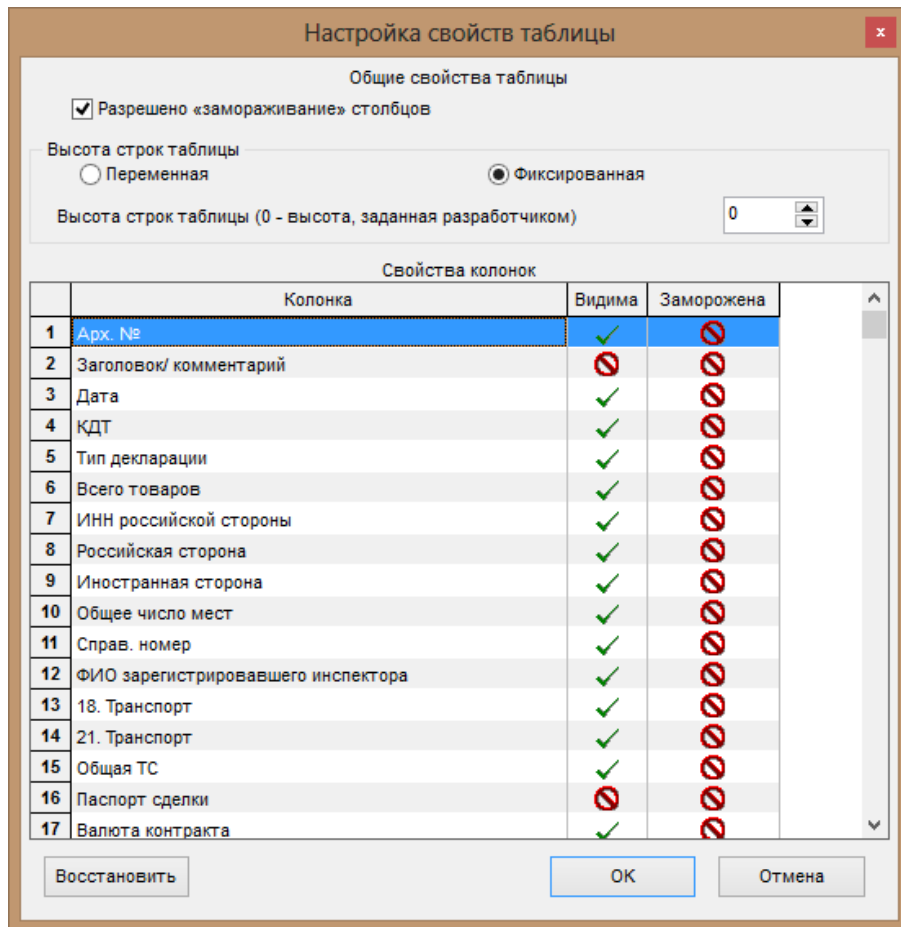 Настройка свойств таблицы
x
Общие свойства таблицы
Разрешено «замораживание» столбцов
Высота строк таблицы
Переменная Фиксированная
Высота строк таблицы (0 - высота, заданная разработчиком) 0
Свойства колонок
Колонка Видима Заморожена
1 Арх. №
2 Заголовок/ комментарий
3 Дата
4 КДТ
5 Тип декларации
6 Всего товаров
7 ИНН российской стороны
8 Российская сторона
9 Иностранная сторона
10 Общее число мест
11 Справ. номер
12 ФИО зарегистрировавшего инспектора
13 18. Транспорт
14 21. Транспорт
15 Общая ТС
16 Паспорт сделки
17 Валюта контракта
Восстановить ОК Отмена